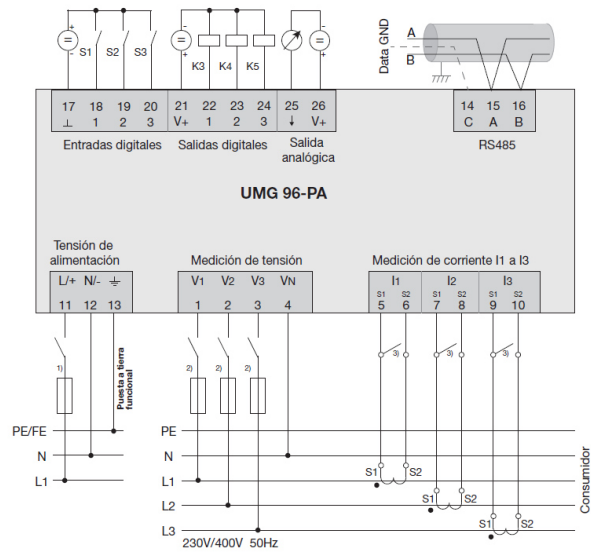 A
B
Data GND
+
-
S1 S2 S3
+
-
K3 K4 K5
+
-
17 18 19 20 21 22 23 24 25 26
⊥ 1 2 3 V+ 1 2 3 ↓ V+
14 15 16
C A B
Entradas digitales
Salidas digitales
Salida
analógica
RS485
UMG 96-PA
Tensión de
alimentación
Medición de tensión
Medición de corriente I1 a I3
L/+ N/- ⏚
11 12 13
V1 V2 V3 VN
1 2 3 4
I1 I2 I3
S1 S2 S1 S2 S1 S2
5 6 7 8 9 10
1)
Puesta a tierra
funcional
2) 2) 2)
3) 3) 3)
PE/FE
N
L1
PE
N
L1
L2
L3
S1 S2
S1 S2
S1 S2
230V/400V 50Hz
Consumidor